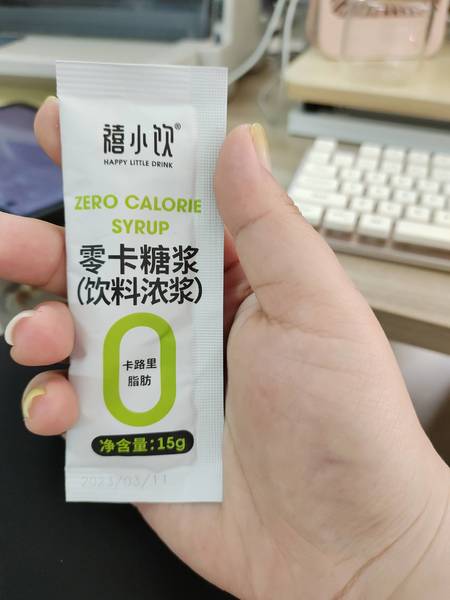 禧小饮®
HAPPY LITTLE DRINK
ZERO CALORIE
SYRUP
零卡糖浆
(饮料浓浆)
0
卡路里
脂肪
净含量:15g
2023/03/11